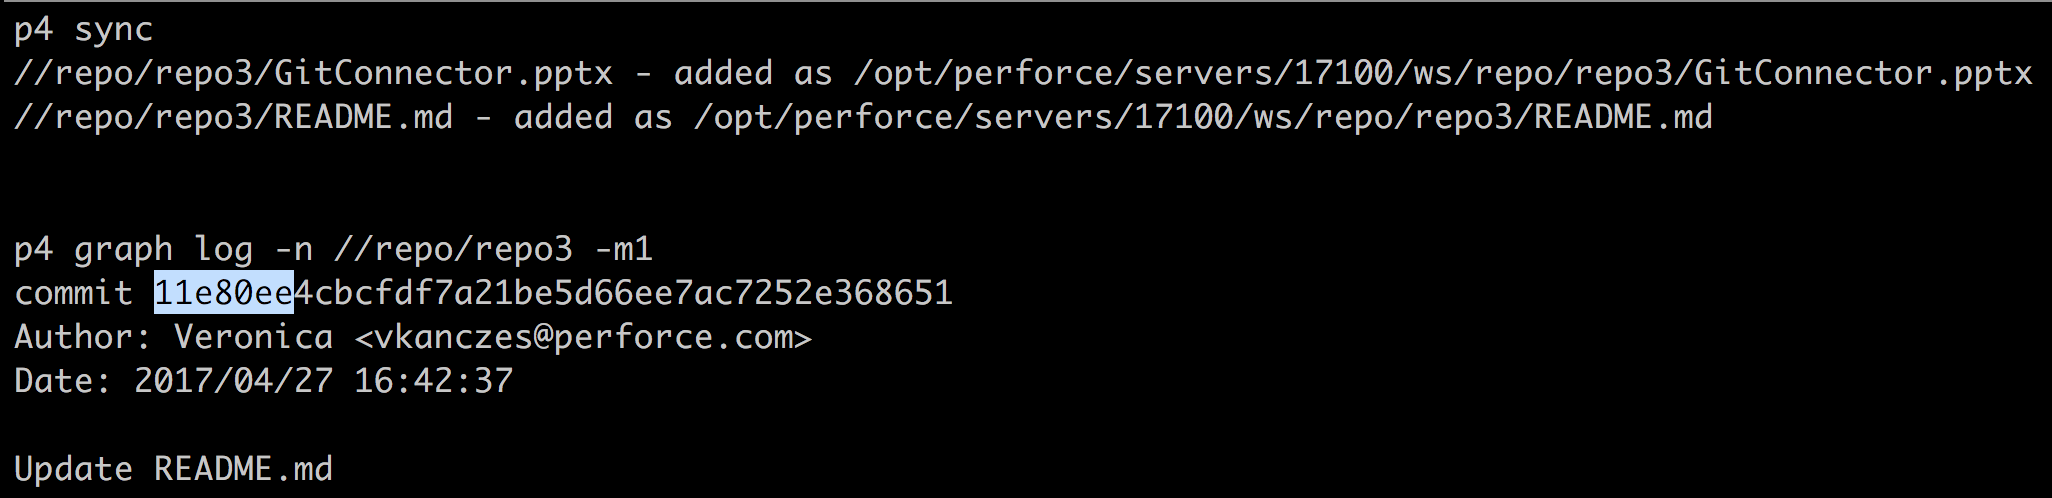 p4 sync
//repo/repo3/GitConnector.pptx - added as /opt/perforce/servers/17100/ws/repo/repo3/GitConnector.pptx
//repo/repo3/README.md - added as /opt/perforce/servers/17100/ws/repo/repo3/README.md
p4 graph log -n //repo/repo3 -m1
commit 11e80ee4cbcfdf7a21be5d66ee7ac7252e368651
Author: Veronica <vkanczes@perforce.com>
Date: 2017/04/27 16:42:37
Update README.md